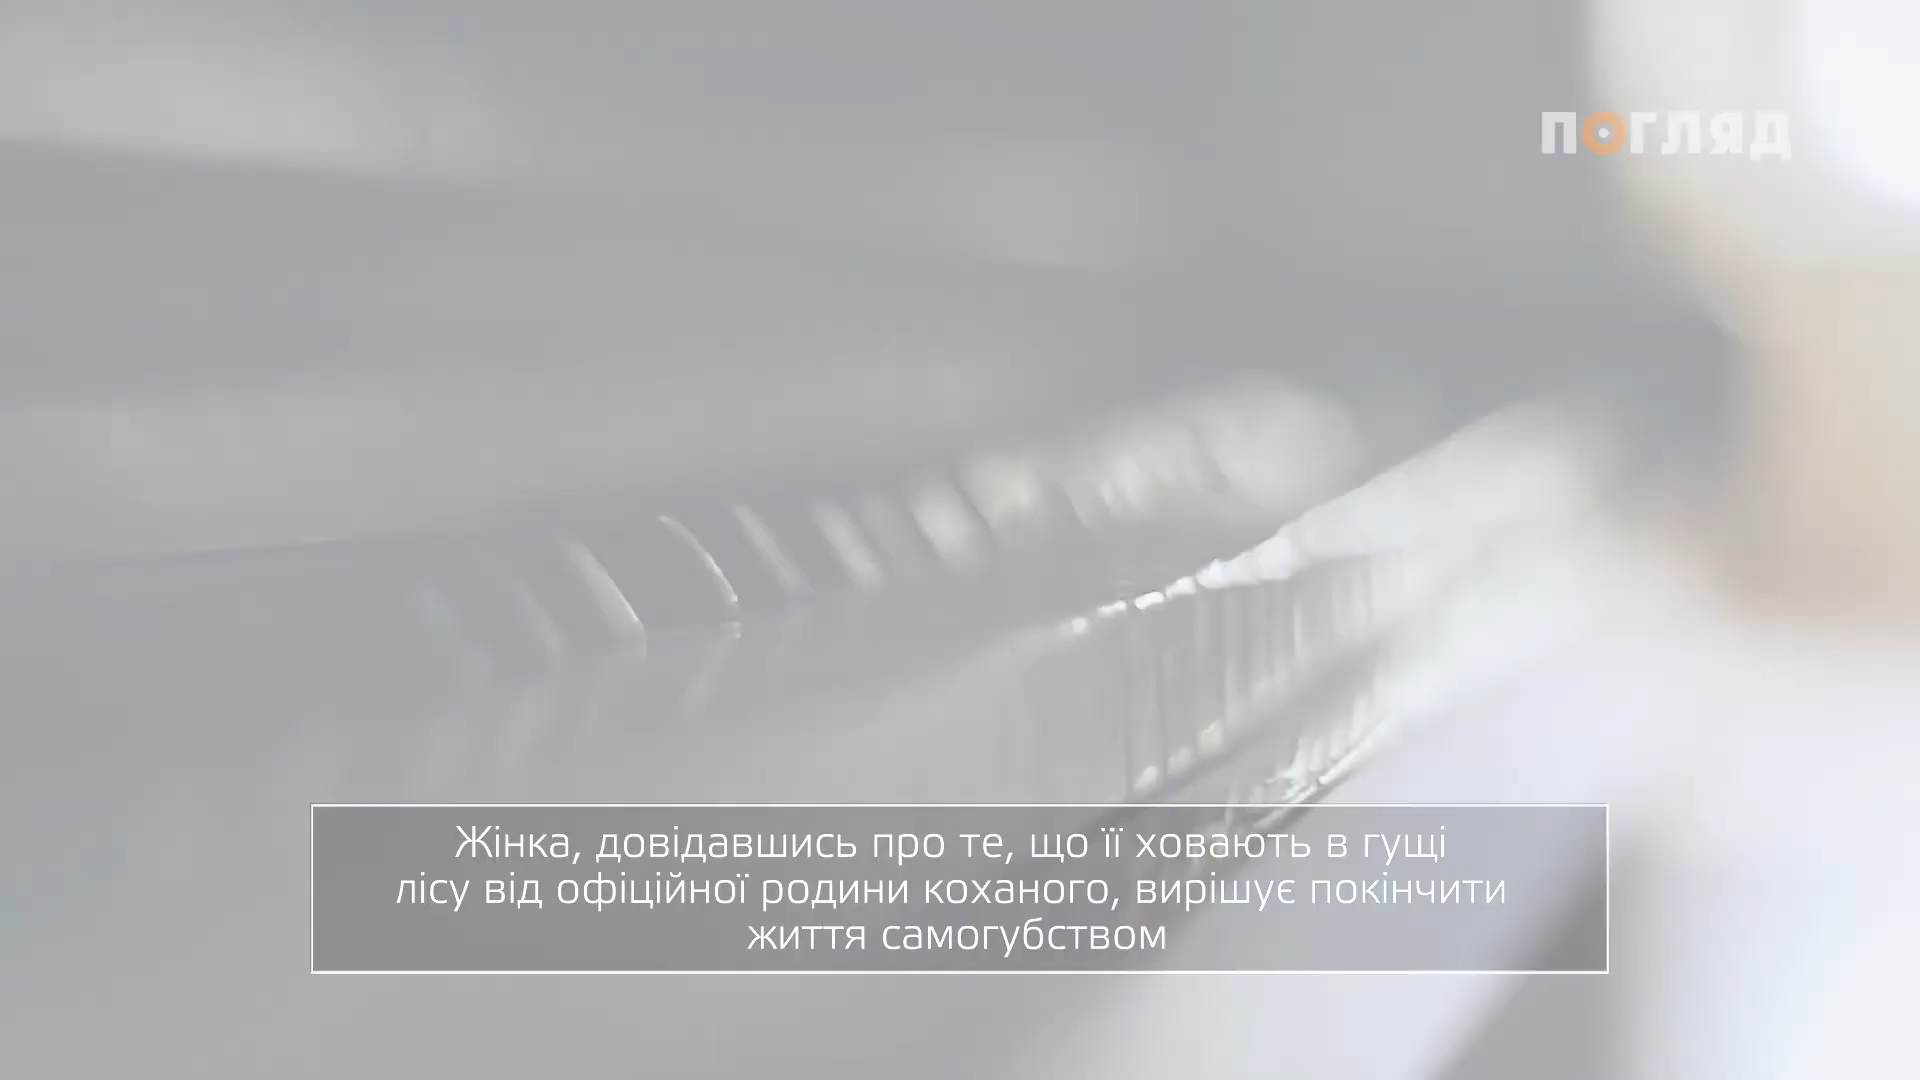 ПОГЛЯД
Жінка, довідавшись про те, що її ховають в гущі
лісу від офіційної родини коханого, вирішує покінчити
життя самогубством